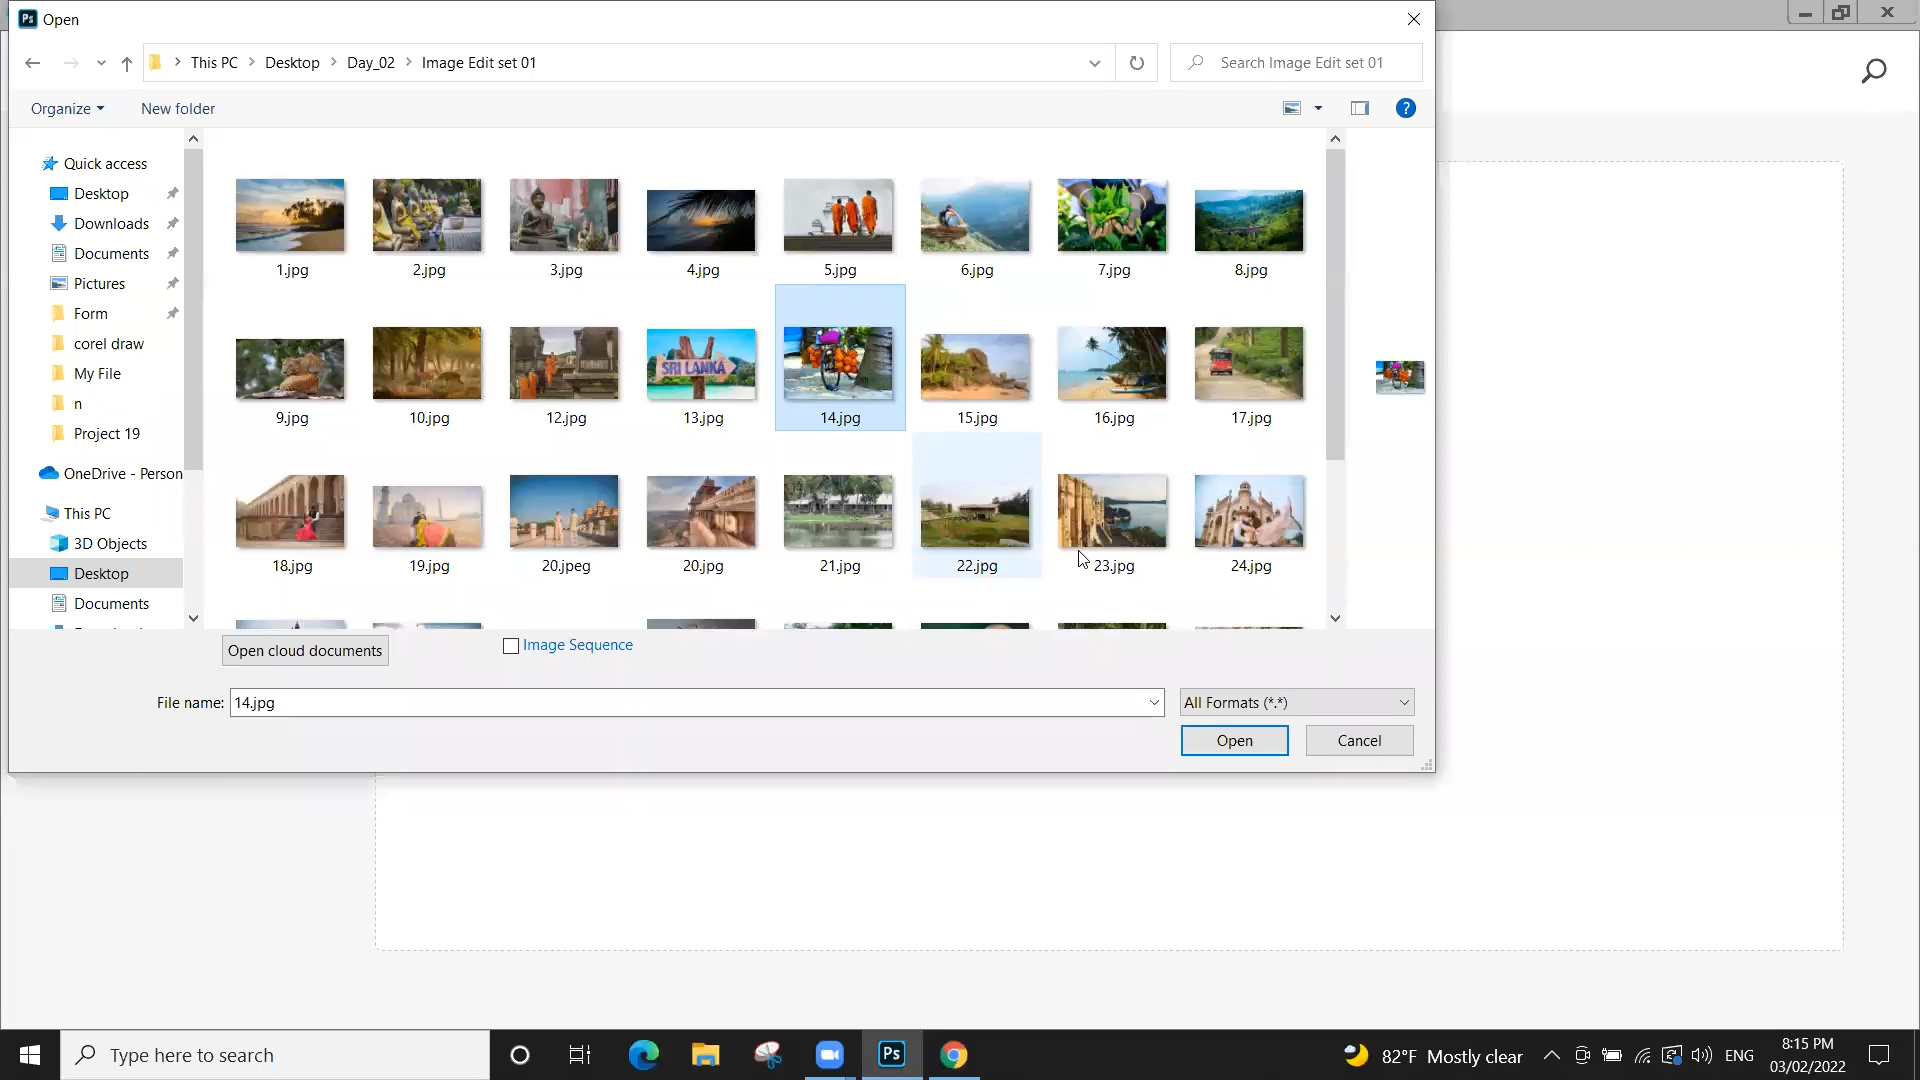 Ps Open
This PC Desktop Day_02 Image Edit set 01
Search Image Edit set 01
Organize New folder
?
Quick access
Desktop
Downloads
Documents
Pictures
Form
corel draw
My File
n
Project 19
OneDrive - Person
This PC
3D Objects
Desktop
Documents
1.jpg 2.jpg 3.jpg 4.jpg 5.jpg 6.jpg 7.jpg 8.jpg
SRI LANKA
9.jpg 10.jpg 12.jpg 13.jpg 14.jpg 15.jpg 16.jpg 17.jpg
18.jpg 19.jpg 20.jpeg 20.jpg 21.jpg 22.jpg 23.jpg 24.jpg
Open cloud documents Image Sequence
File name: 14.jpg All Formats (*.*)
Open Cancel
Type here to search
Ps
82°F Mostly clear ENG
8:15 PM
03/02/2022